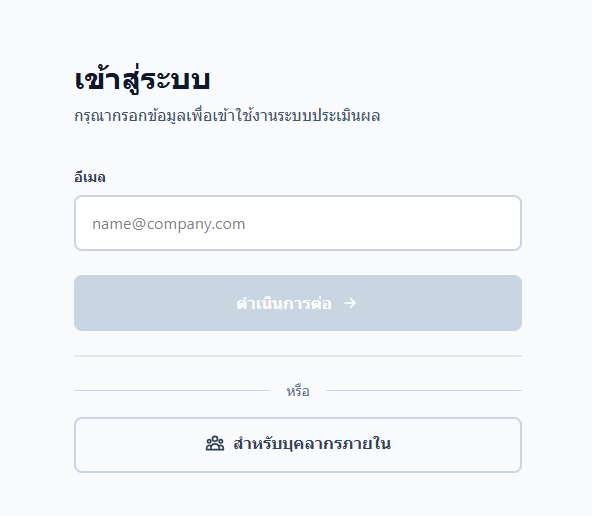 เข้าสู่ระบบ
กรุณากรอกข้อมูลเพื่อเข้าใช้งานระบบประเมินผล
อีเมล
name@company.com
ดำเนินการต่อ →
หรือ
สำหรับบุคลากรภายใน